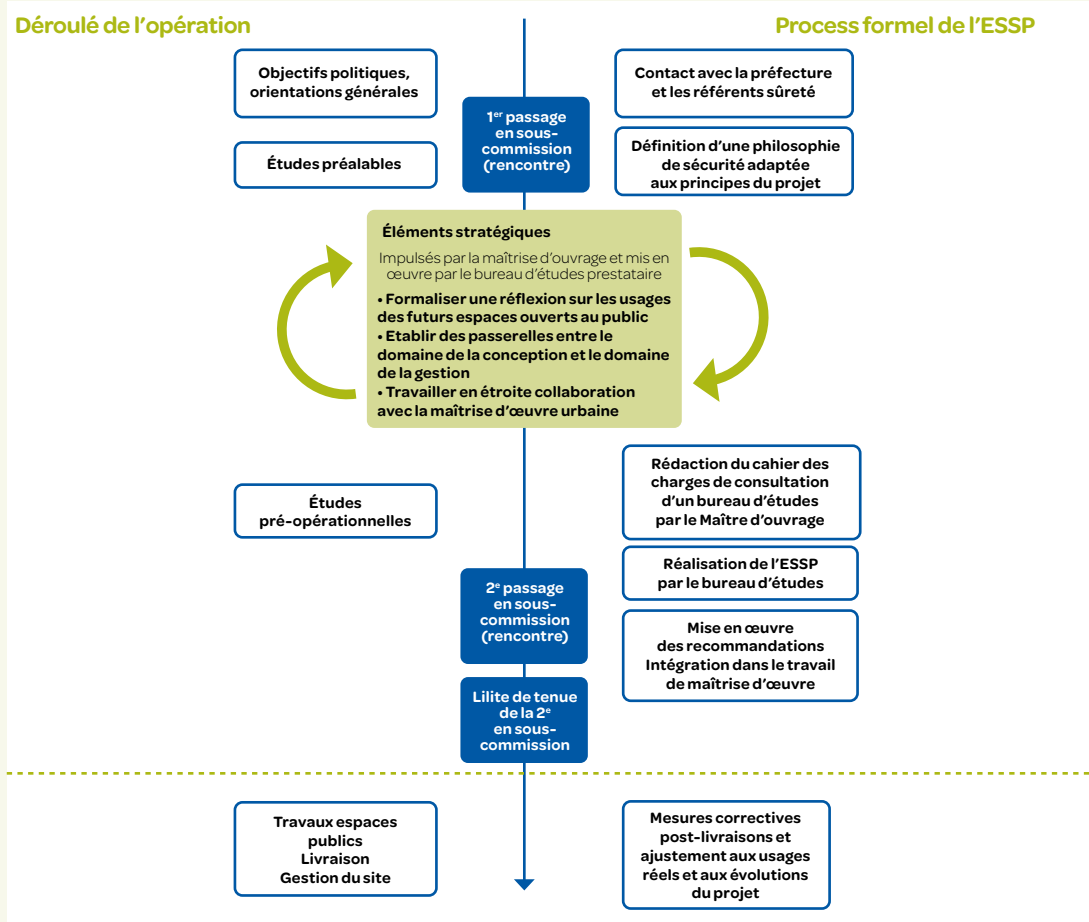 Déroulé de l'opération
Process formel de l'ESSP
Objectifs politiques,
orientations générales
Contact avec la préfecture
et les référents sûreté
1er passage
en sous-
commission
(rencontre)
Études préalables
Définition d'une philosophie
de sécurité adaptée
aux principes du projet
Éléments stratégiques
Impulsés par la maîtrise d'ouvrage et mis en
œuvre par le bureau d'études prestataire
• Formaliser une réflexion sur les usages
des futurs espaces ouverts au public
• Etablir des passerelles entre le
domaine de la conception et le domaine
de la gestion
• Travailler en étroite collaboration
avec la maîtrise d'œuvre urbaine
Études
pré-opérationnelles
Rédaction du cahier des
charges de consultation
d'un bureau d'études
par le Maître d'ouvrage
Réalisation de l'ESSP
par le bureau d'études
2e passage
en sous-
commission
(rencontre)
Mise en œuvre
des recommandations
Intégration dans le travail
de maîtrise d'œuvre
Lilite de tenue
de la 2e
en sous-
commission
Travaux espaces
publics
Livraison
Gestion du site
Mesures correctives
post-livraisons et
ajustement aux usages
réels et aux évolutions
du projet